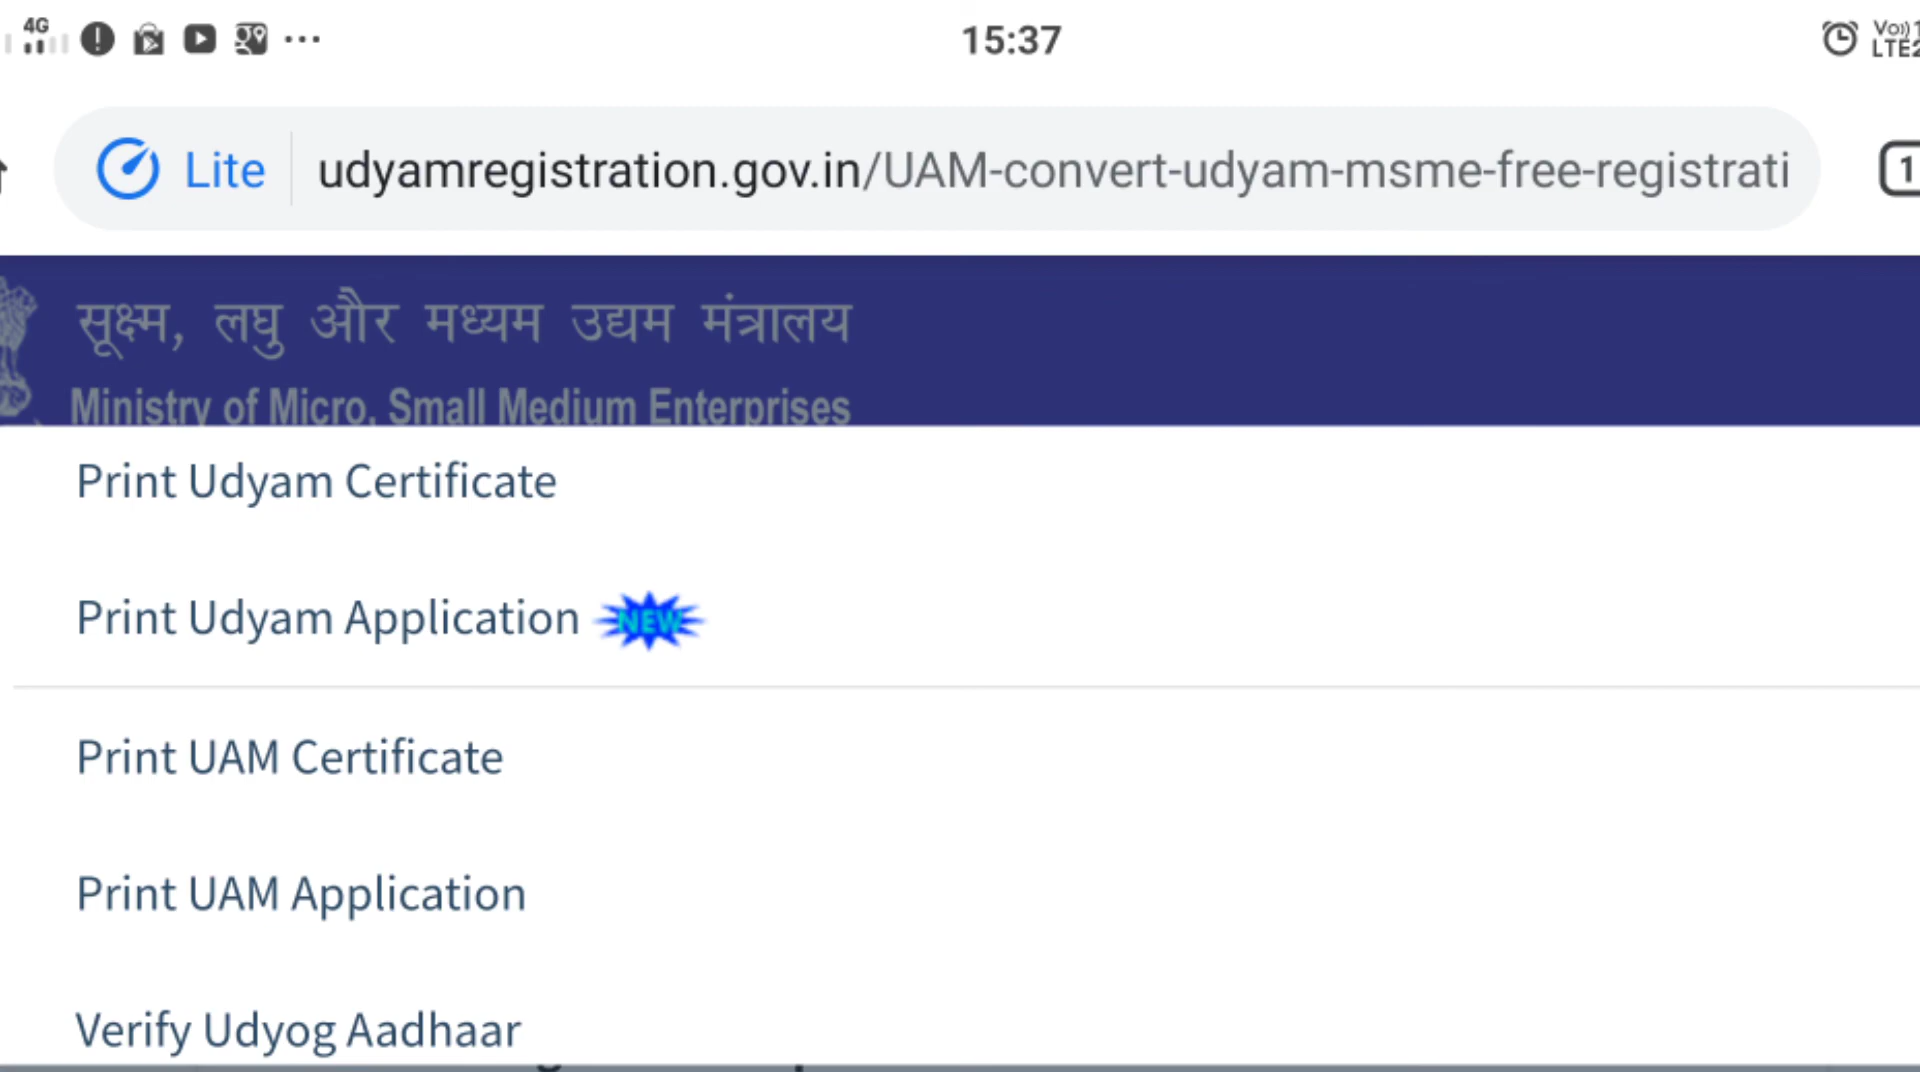 4G
15:37
Lite
udyamregistration.gov.in/UAM-convert-udyam-msme-free-registrati
1
सूक्ष्म, लघु और मध्यम उद्यम मंत्रालय
Ministry of Micro, Small Medium Enterprises
Print Udyam Certificate
Print Udyam Application NEW
Print UAM Certificate
Print UAM Application
Verify Udyog Aadhaar